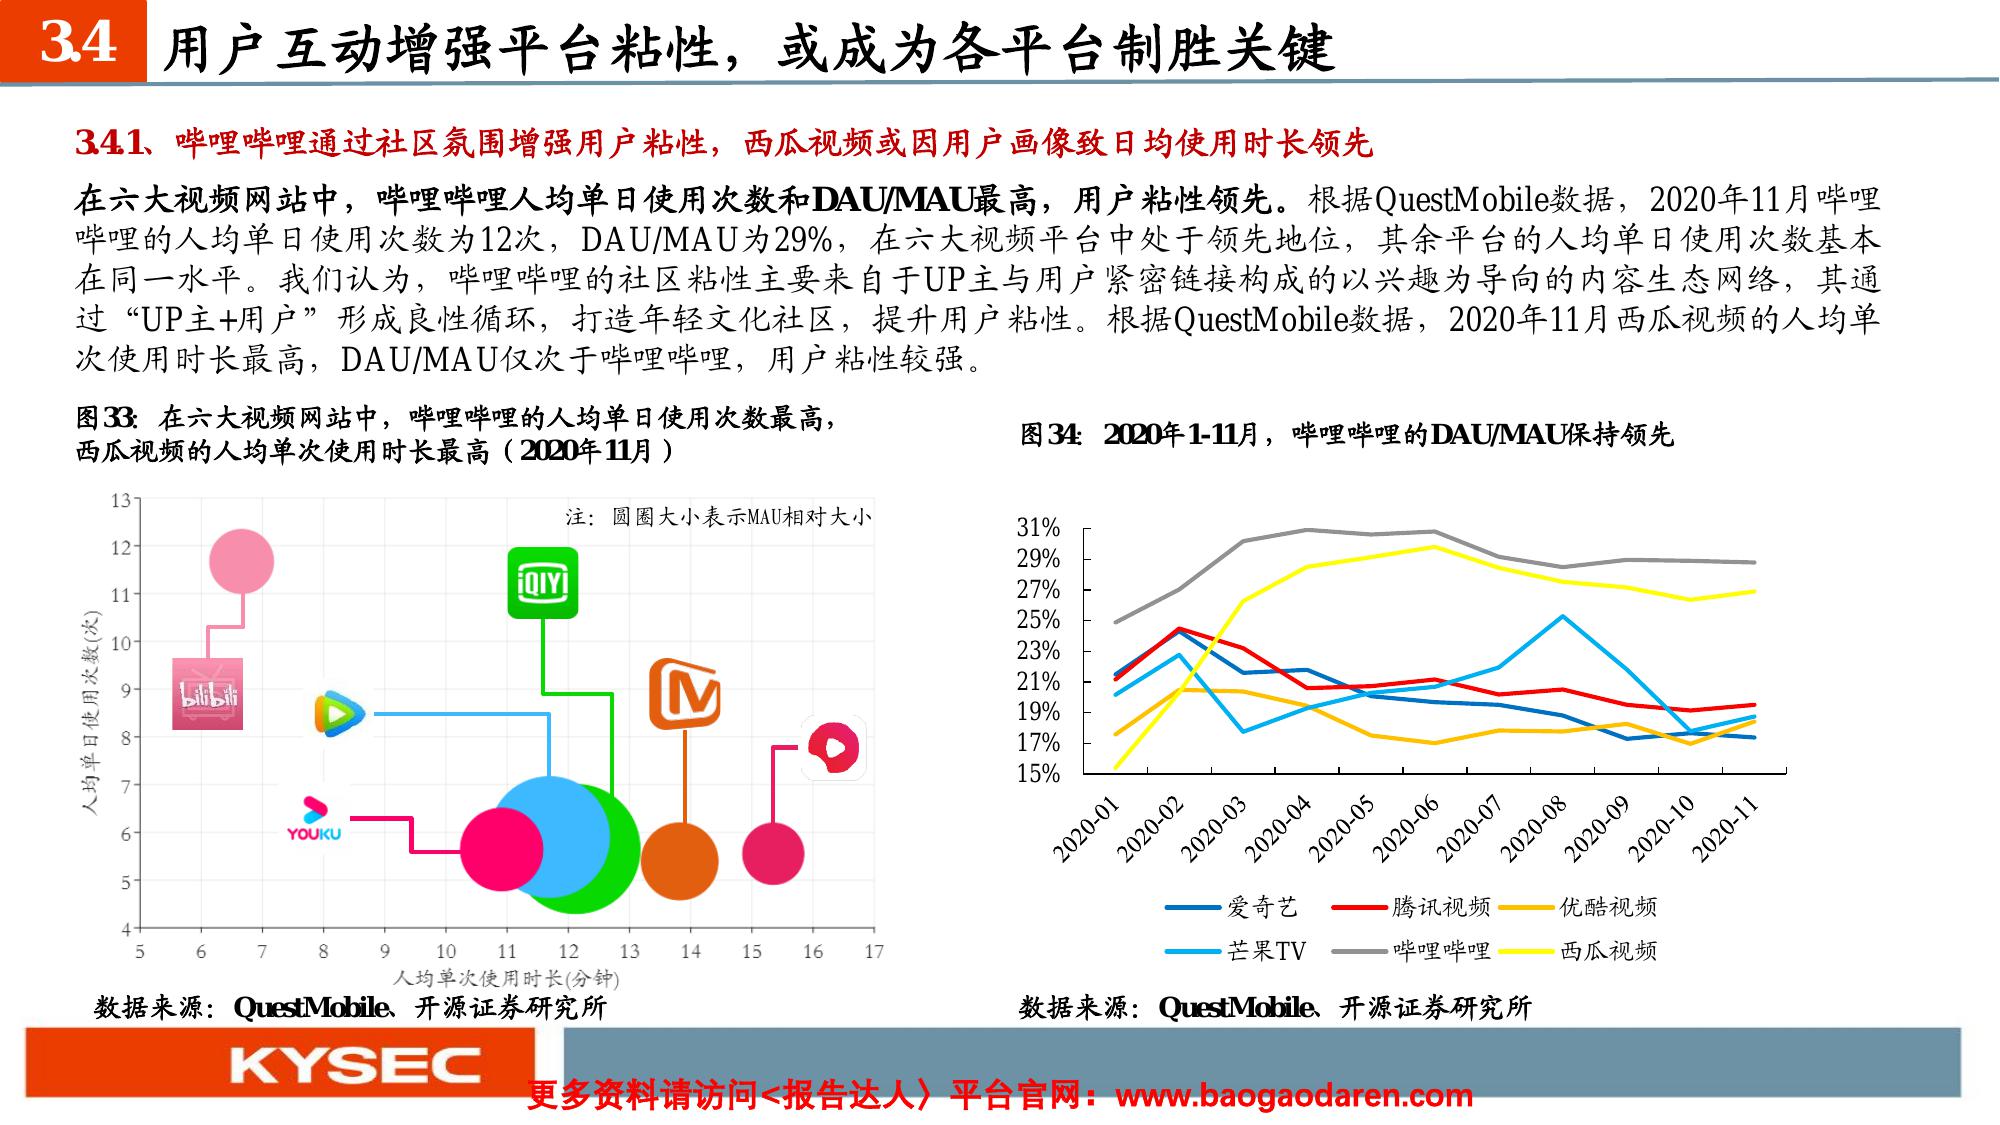 3.4 用户互动增强平台粘性，或成为各平台制胜关键
3.4.1、哔哩哔哩通过社区氛围增强用户粘性，西瓜视频或因用户画像致日均使用时长领先
在六大视频网站中，哔哩哔哩人均单日使用次数和DAU/MAU最高，用户粘性领先。根据QuestMobile数据，2020年11月哔哩
哔哩的人均单日使用次数为12次，DAU/MAU为29%，在六大视频平台中处于领先地位，其余平台的人均单日使用次数基本
在同一水平。我们认为，哔哩哔哩的社区粘性主要来自于UP主与用户紧密链接构成的以兴趣为导向的内容生态网络，其通
过“UP主+用户”形成良性循环，打造年轻文化社区，提升用户粘性。根据QuestMobile数据，2020年11月西瓜视频的人均单
次使用时长最高，DAU/MAU仅次于哔哩哔哩，用户粘性较强。
图33：在六大视频网站中，哔哩哔哩的人均单日使用次数最高，
西瓜视频的人均单次使用时长最高（2020年11月）
注：圆圈大小表示MAU相对大小
人均单日使用次数(次)
13
12
11
10
9
8
7
6
5
4
iQIYI
bilibili
YOUKU
5 6 7 8 9 10 11 12 13 14 15 16 17
人均单次使用时长(分钟)
数据来源：QuestMobile、开源证券研究所
图34：2020年1-11月，哔哩哔哩的DAU/MAU保持领先
31%
29%
27%
25%
23%
21%
19%
17%
15%
2020-01 2020-02 2020-03 2020-04 2020-05 2020-06 2020-07 2020-08 2020-09 2020-10 2020-11
爱奇艺 腾讯视频 优酷视频
芒果TV 哔哩哔哩 西瓜视频
数据来源：QuestMobile、开源证券研究所
KYSEC
更多资料请访问<报告达人〉平台官网：www.baogaodaren.com